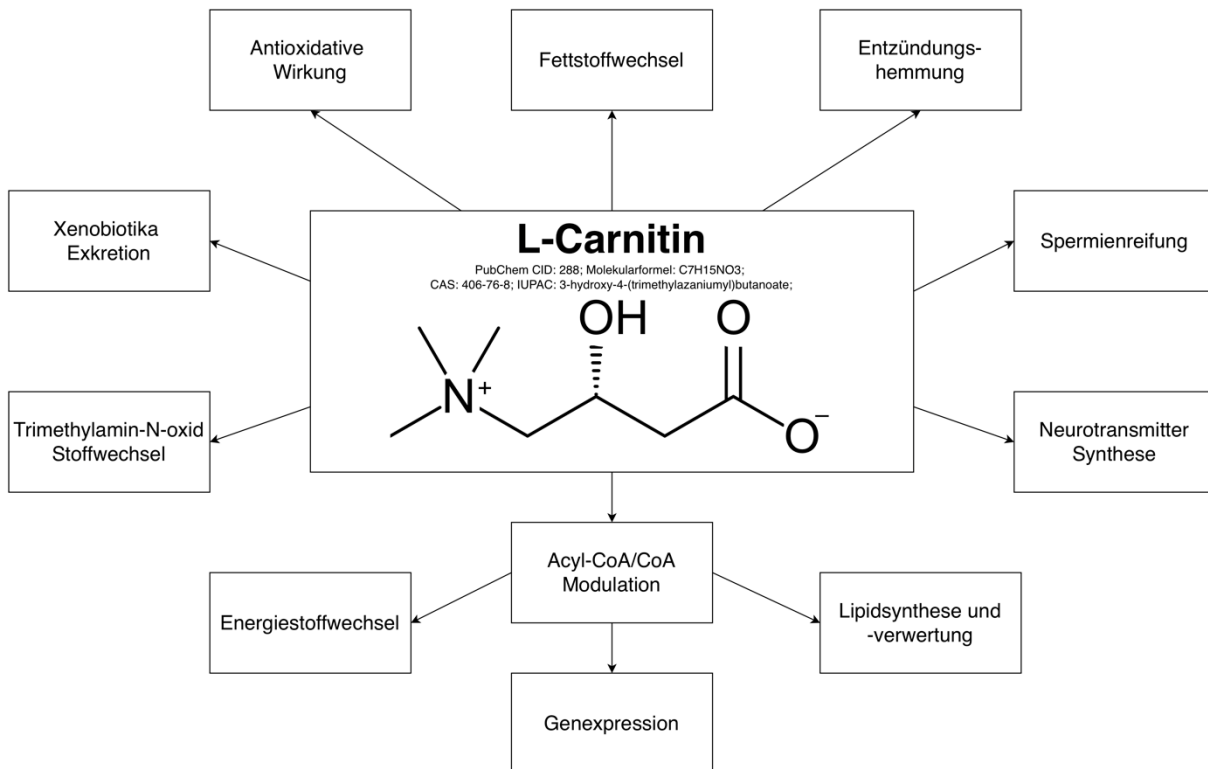 Antioxidative
Wirkung
Fettstoffwechsel
Entzündungs-
hemmung
Xenobiotika
Exkretion
L-Carnitin
PubChem CID: 288; Molekularformel: C7H15NO3;
CAS: 406-76-8; IUPAC: 3-hydroxy-4-(trimethylazaniumyl)butanoate;
Spermienreifung
OH
O
N+
O−
Trimethylamin-N-oxid
Stoffwechsel
Neurotransmitter
Synthese
Acyl-CoA/CoA
Modulation
Energiestoffwechsel
Lipidsynthese und
-verwertung
Genexpression